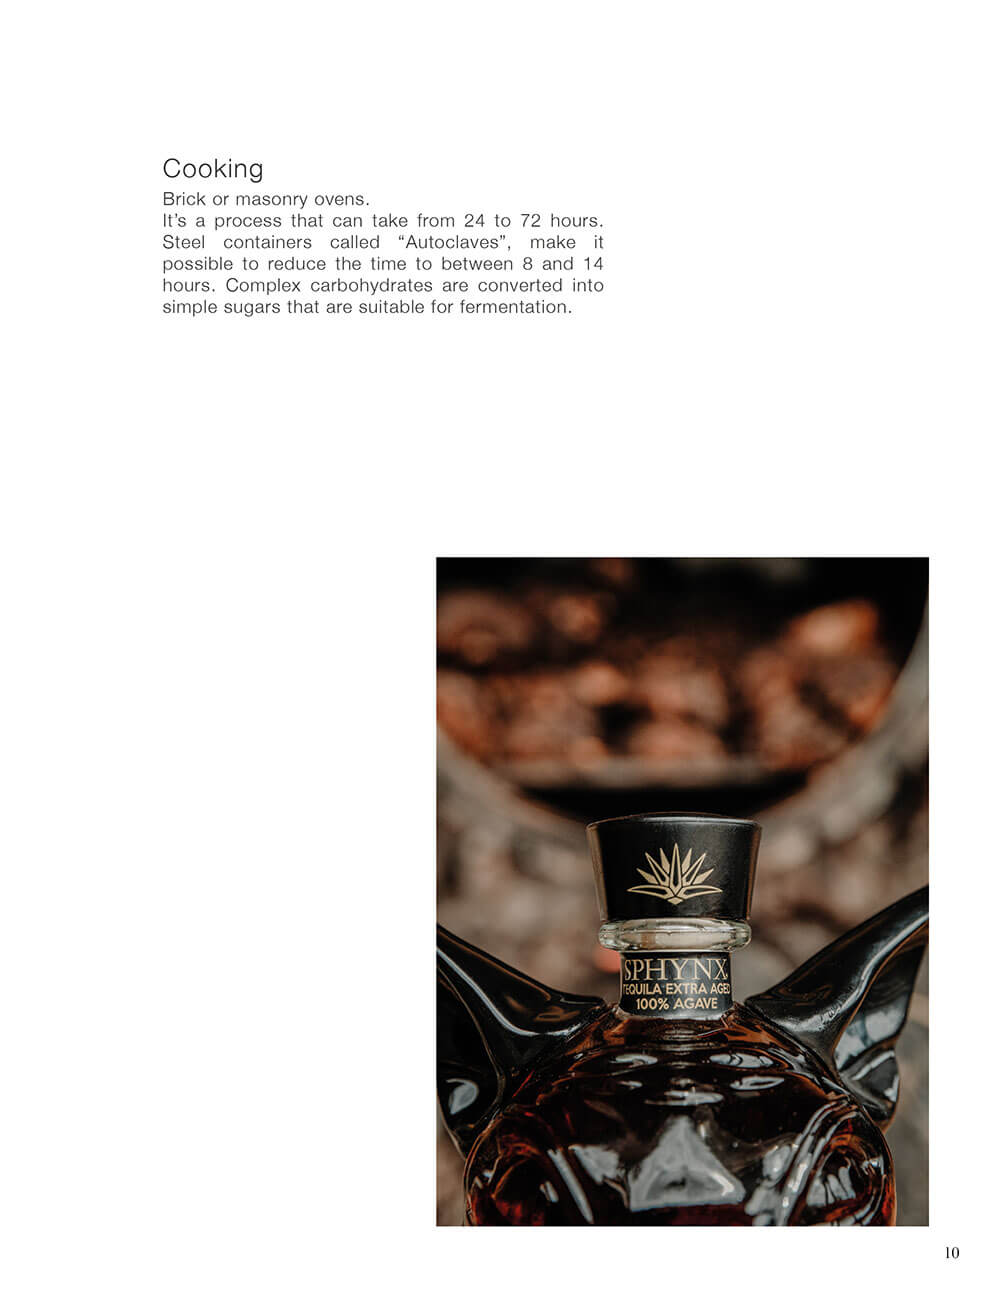 Cooking
Brick or masonry ovens.
It’s a process that can take from 24 to 72 hours.
Steel containers called “Autoclaves”, make it
possible to reduce the time to between 8 and 14
hours. Complex carbohydrates are converted into
simple sugars that are suitable for fermentation.
SPHYNX
TEQUILA EXTRA AGED
100% AGAVE
10